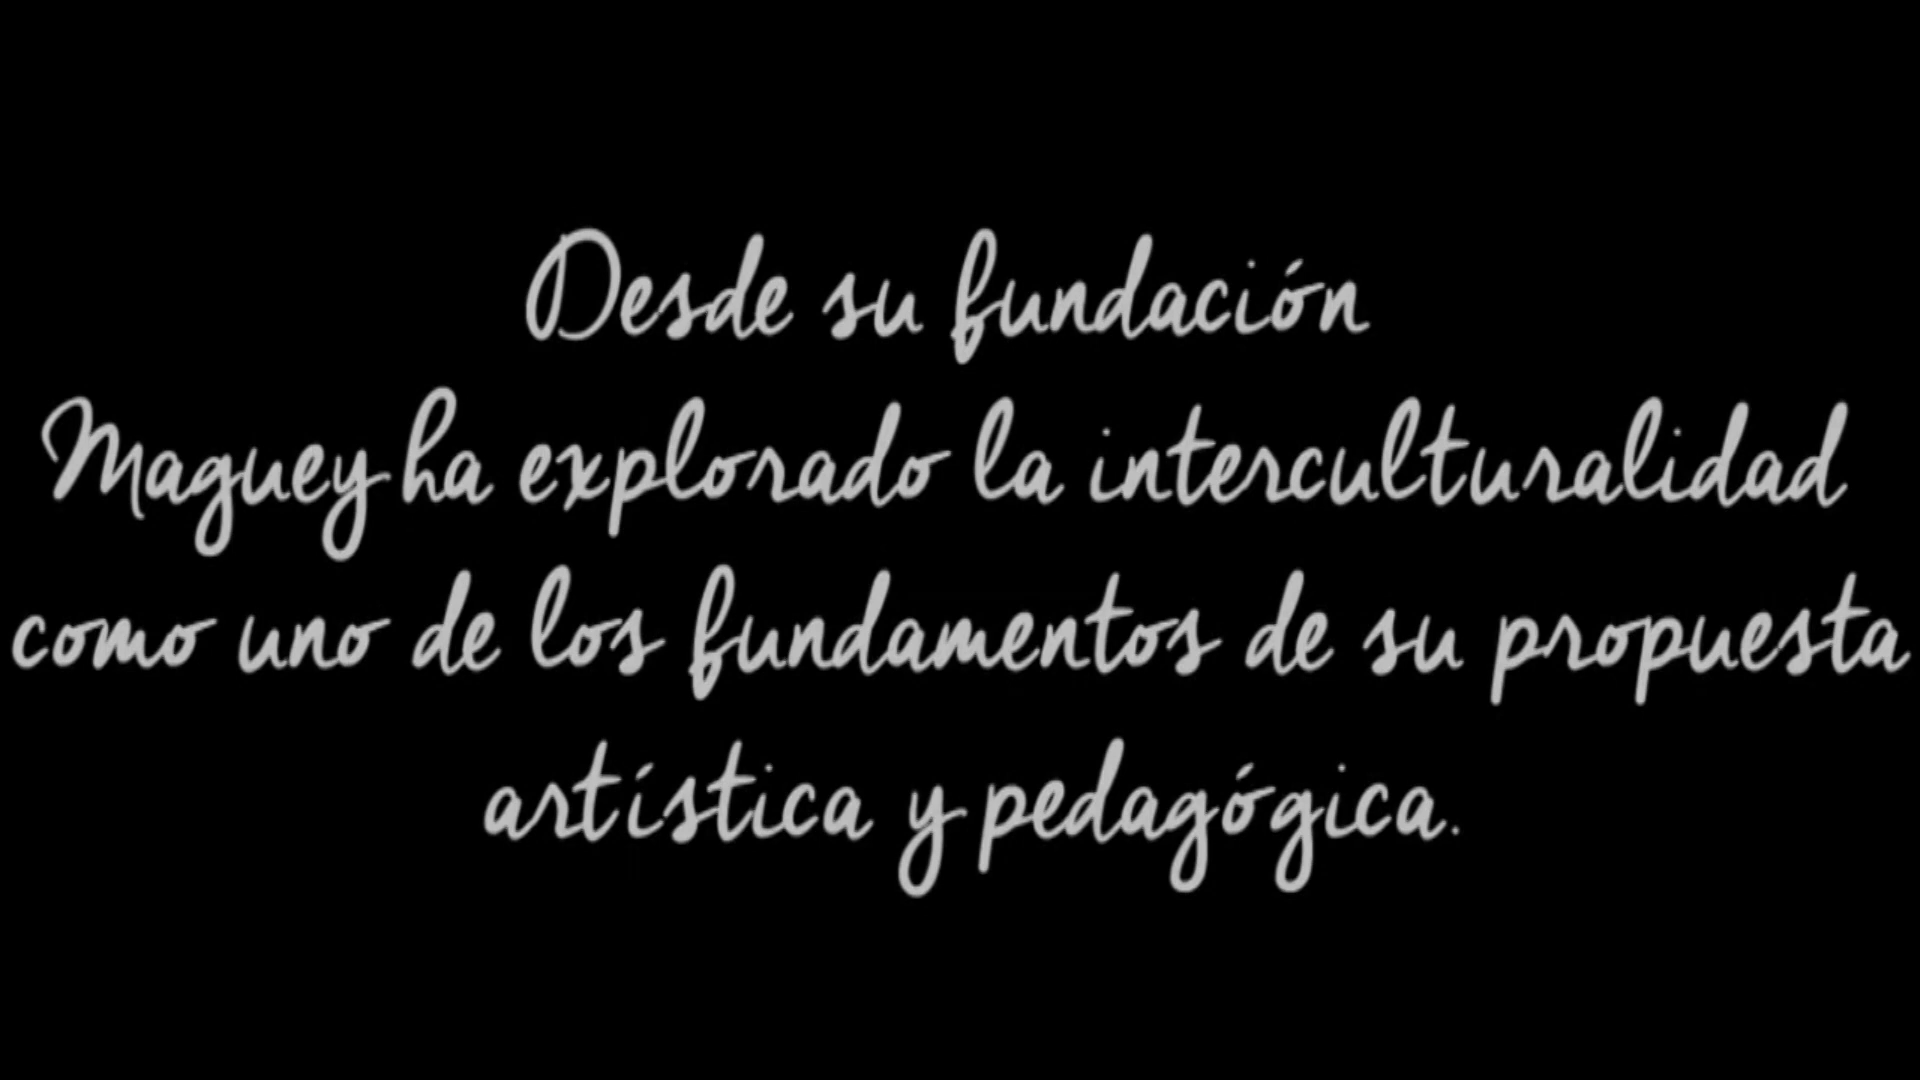 Desde su fundación
Maguey ha explorado la interculturalidad
como uno de los fundamentos de su propuesta
artística y pedagógica.